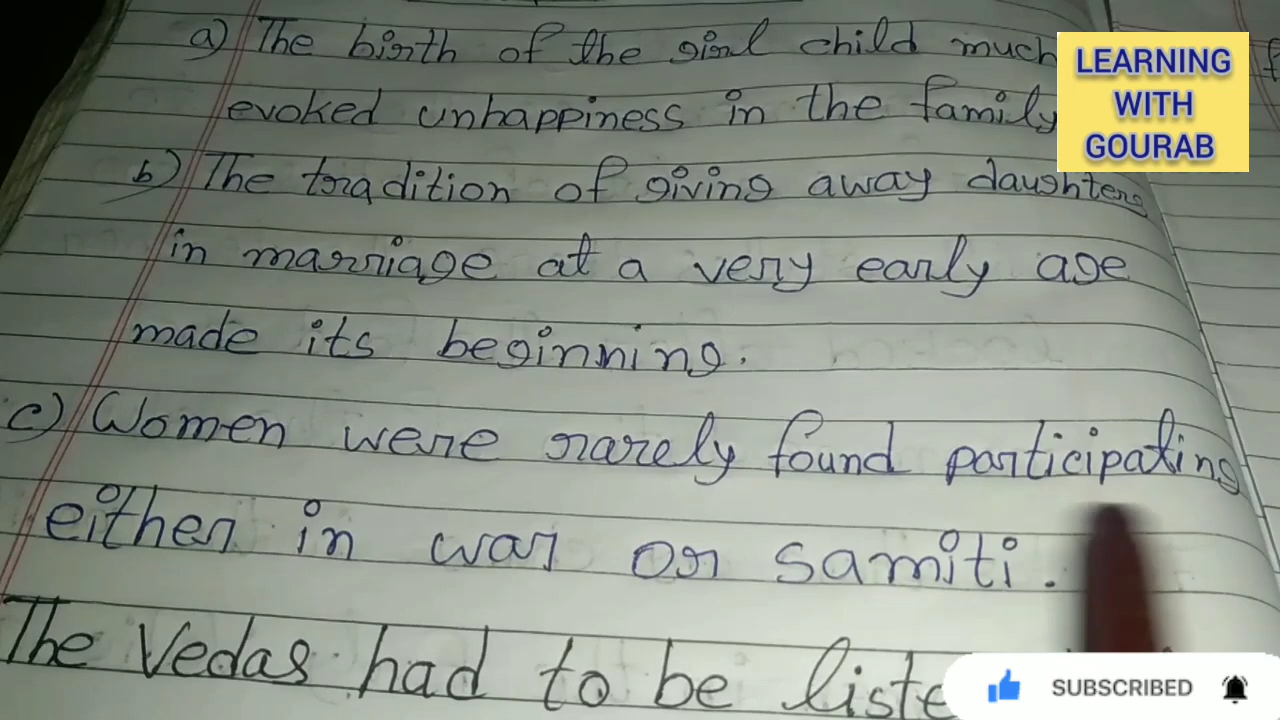 a) The birth of the girl child much
evoked unhappiness in the family
b) The tradition of giving away daughters
in marriage at a very early age
made its beginning.
c) Women were rarely found participating
either in war or samiti.
The Vedas had to be liste
LEARNING
WITH
GOURAB
SUBSCRIBED